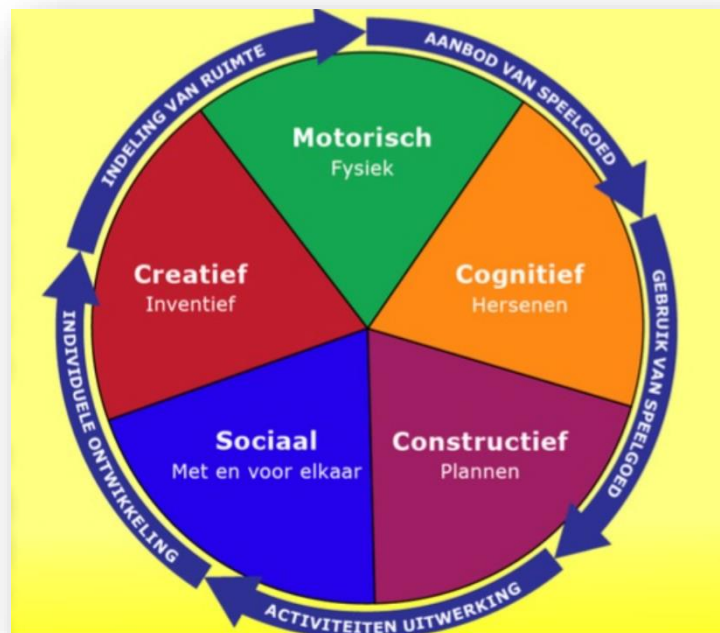 INDELING VAN RUIMTE
AANBOD VAN SPEELGOED
Motorisch
Fysiek
Creatief
Inventief
Cognitief
Hersenen
GEBRUIK VAN SPEELGOED
INDIVIDUELE ONTWIKKELING
Sociaal
Met en voor elkaar
Constructief
Plannen
ACTIVITEITEN UITWERKING